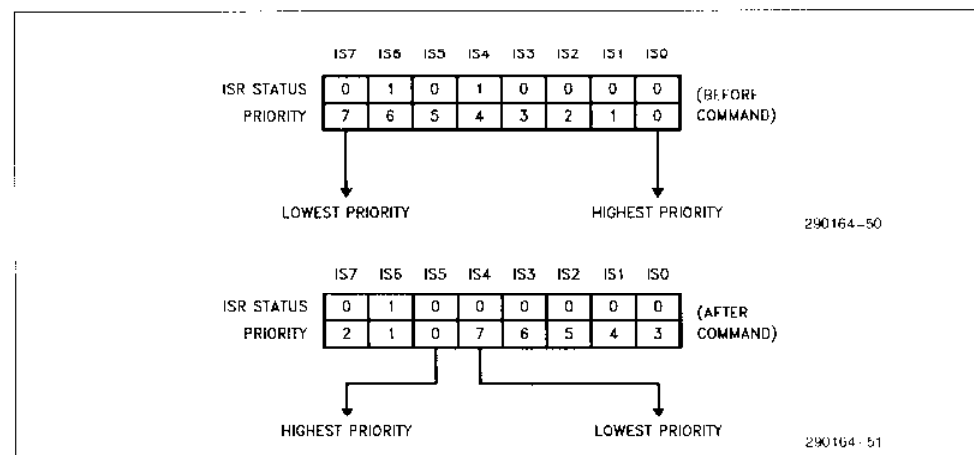 IS7 IS6 IS5 IS4 IS3 IS2 IS1 IS0
ISR STATUS 0 1 0 1 0 0 0 0 (BEFORE
PRIORITY 7 6 5 4 3 2 1 0 COMMAND)
LOWEST PRIORITY HIGHEST PRIORITY
290164-50
IS7 IS6 IS5 IS4 IS3 IS2 IS1 IS0
ISR STATUS 0 1 0 0 0 0 0 0 (AFTER
PRIORITY 2 1 0 7 6 5 4 3 COMMAND)
HIGHEST PRIORITY LOWEST PRIORITY
290164-51